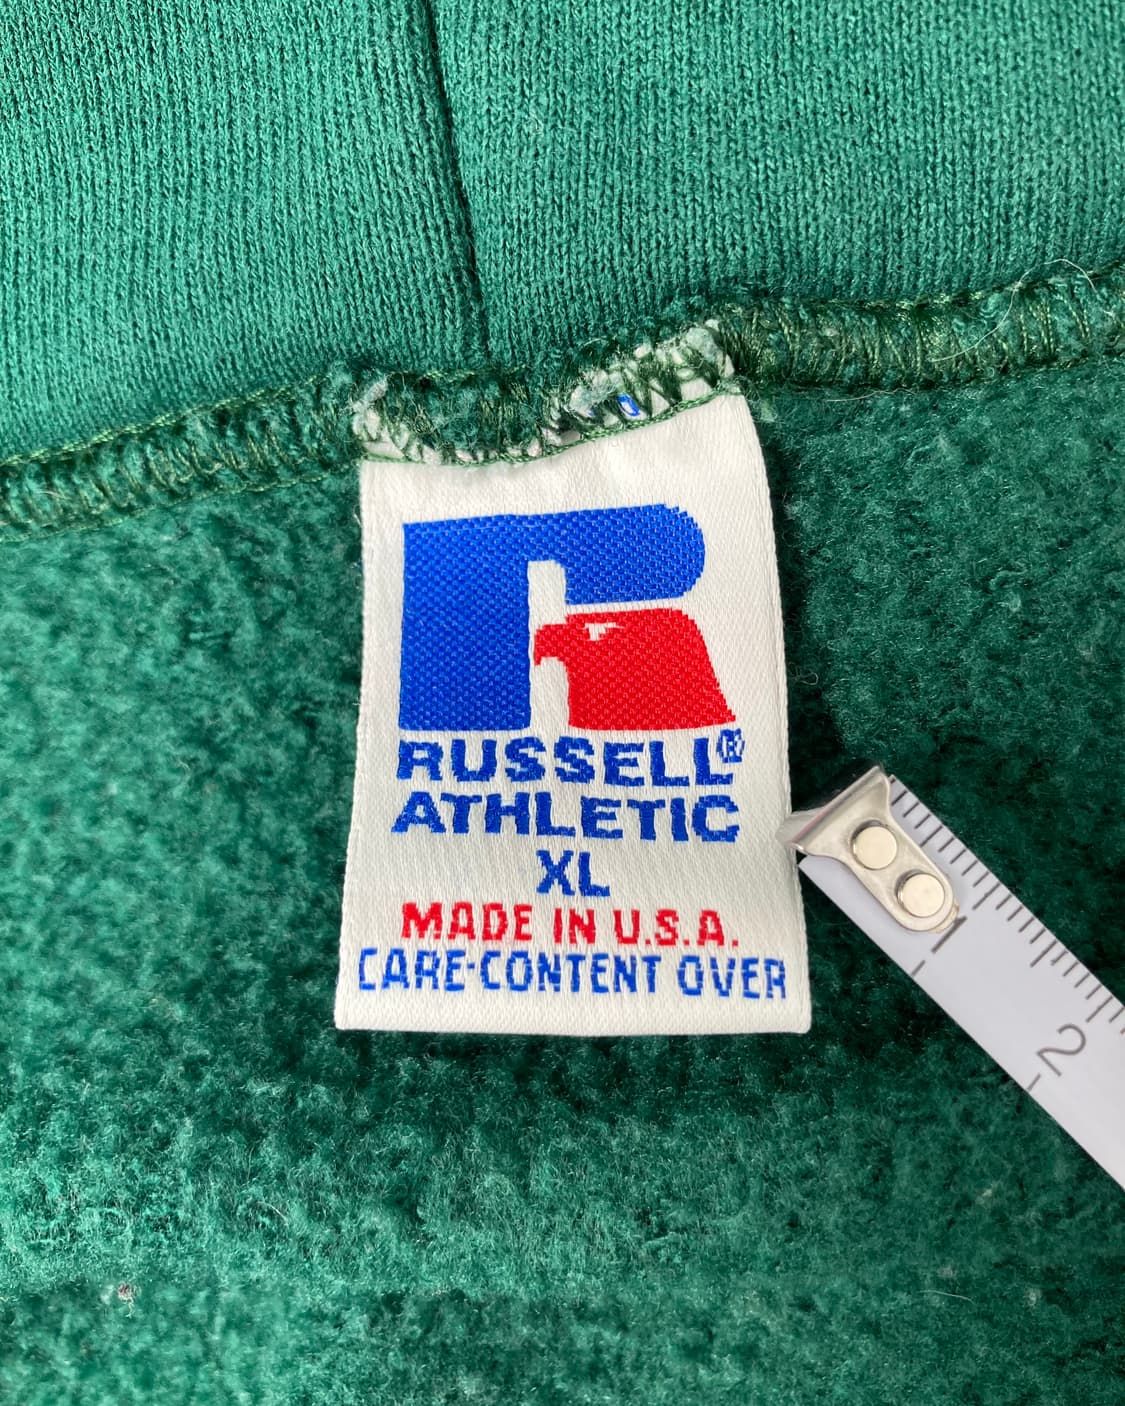 RUSSELL®
ATHLETIC
XL
MADE IN U.S.A.
CARE-CONTENT OVER
1
2